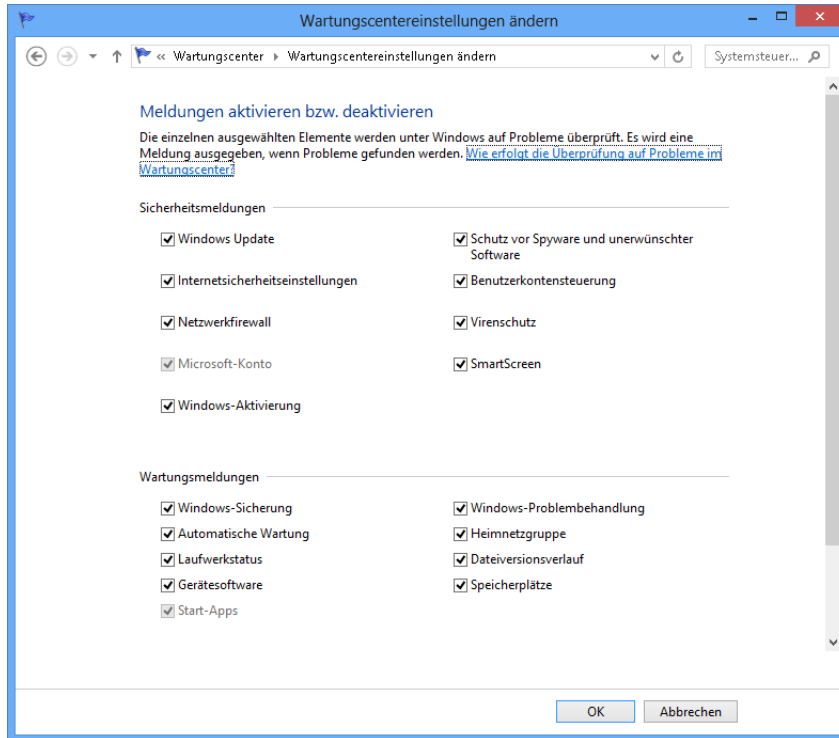 Wartungscentereinstellungen ändern
« Wartungscenter ▸ Wartungscentereinstellungen ändern
Systemsteuer...
Meldungen aktivieren bzw. deaktivieren
Die einzelnen ausgewählten Elemente werden unter Windows auf Probleme überprüft. Es wird eine
Meldung ausgegeben, wenn Probleme gefunden werden. Wie erfolgt die Überprüfung auf Probleme im
Wartungscenter?
Sicherheitsmeldungen
Windows Update
Schutz vor Spyware und unerwünschter
Software
Internetsicherheitseinstellungen
Benutzerkontensteuerung
Netzwerkfirewall
Virenschutz
Microsoft-Konto
SmartScreen
Windows-Aktivierung
Wartungsmeldungen
Windows-Sicherung
Windows-Problembehandlung
Automatische Wartung
Heimnetzgruppe
Laufwerkstatus
Dateiversionsverlauf
Gerätesoftware
Speicherplätze
Start-Apps
OK
Abbrechen